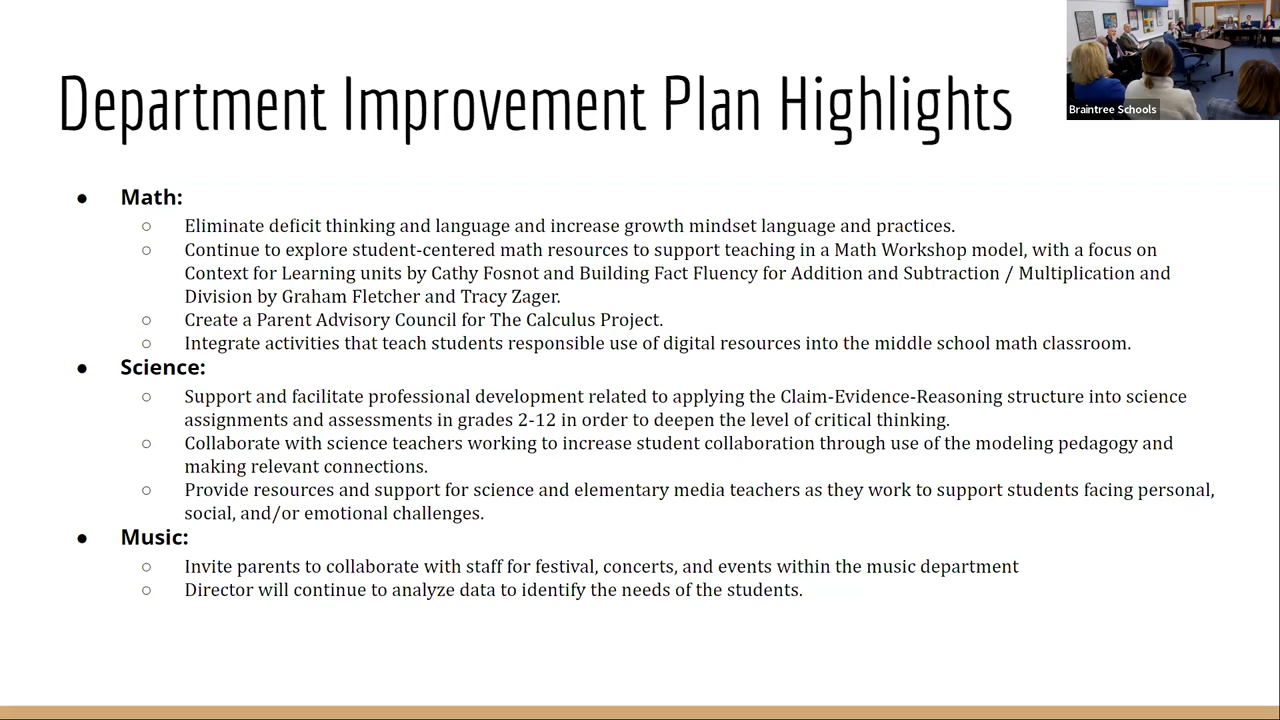 Department Improvement Plan Highlights
Braintree Schools
● Math:
○ Eliminate deficit thinking and language and increase growth mindset language and practices.
○ Continue to explore student-centered math resources to support teaching in a Math Workshop model, with a focus on
Context for Learning units by Cathy Fosnot and Building Fact Fluency for Addition and Subtraction / Multiplication and
Division by Graham Fletcher and Tracy Zager.
○ Create a Parent Advisory Council for The Calculus Project.
○ Integrate activities that teach students responsible use of digital resources into the middle school math classroom.
● Science:
○ Support and facilitate professional development related to applying the Claim-Evidence-Reasoning structure into science
assignments and assessments in grades 2-12 in order to deepen the level of critical thinking.
○ Collaborate with science teachers working to increase student collaboration through use of the modeling pedagogy and
making relevant connections.
○ Provide resources and support for science and elementary media teachers as they work to support students facing personal,
social, and/or emotional challenges.
● Music:
○ Invite parents to collaborate with staff for festival, concerts, and events within the music department
○ Director will continue to analyze data to identify the needs of the students.